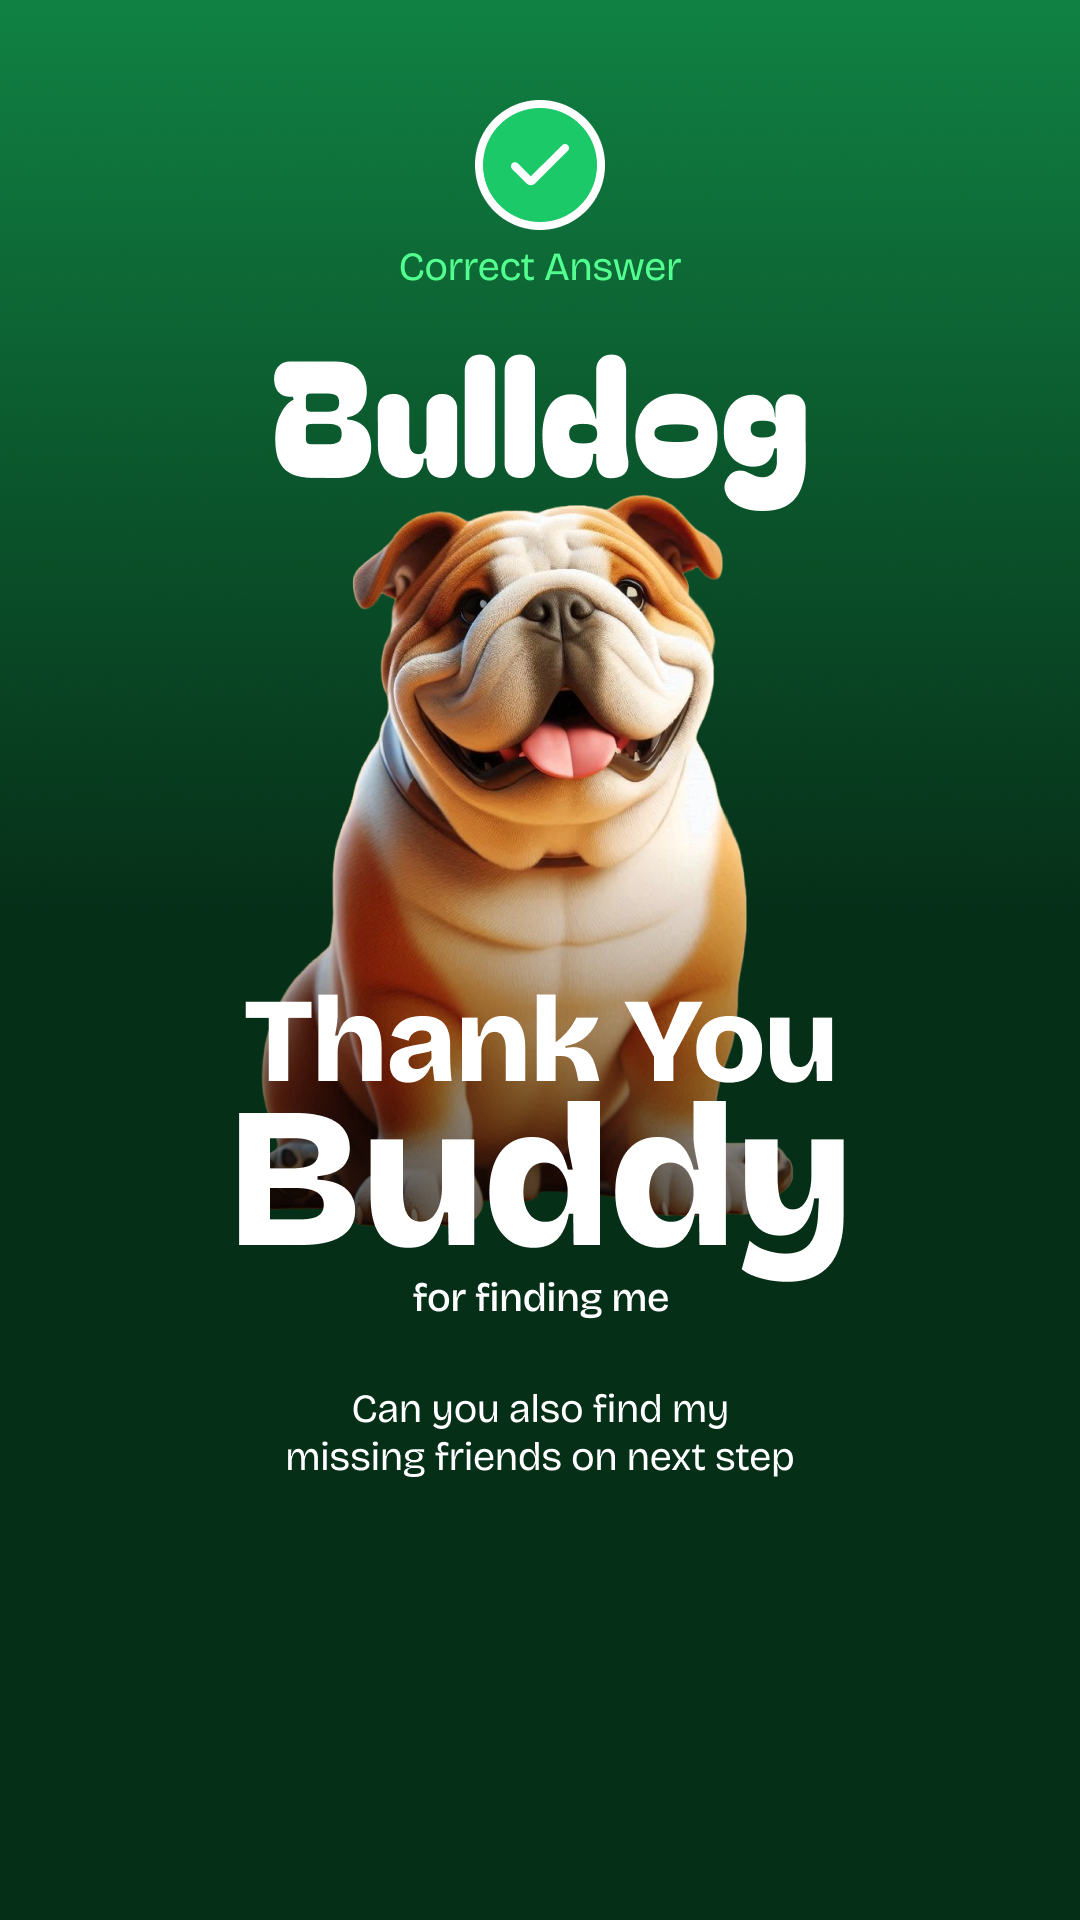 Correct Answer
Bulldog
Thank You
Buddy
for finding me
Can you also find my
missing friends on next step